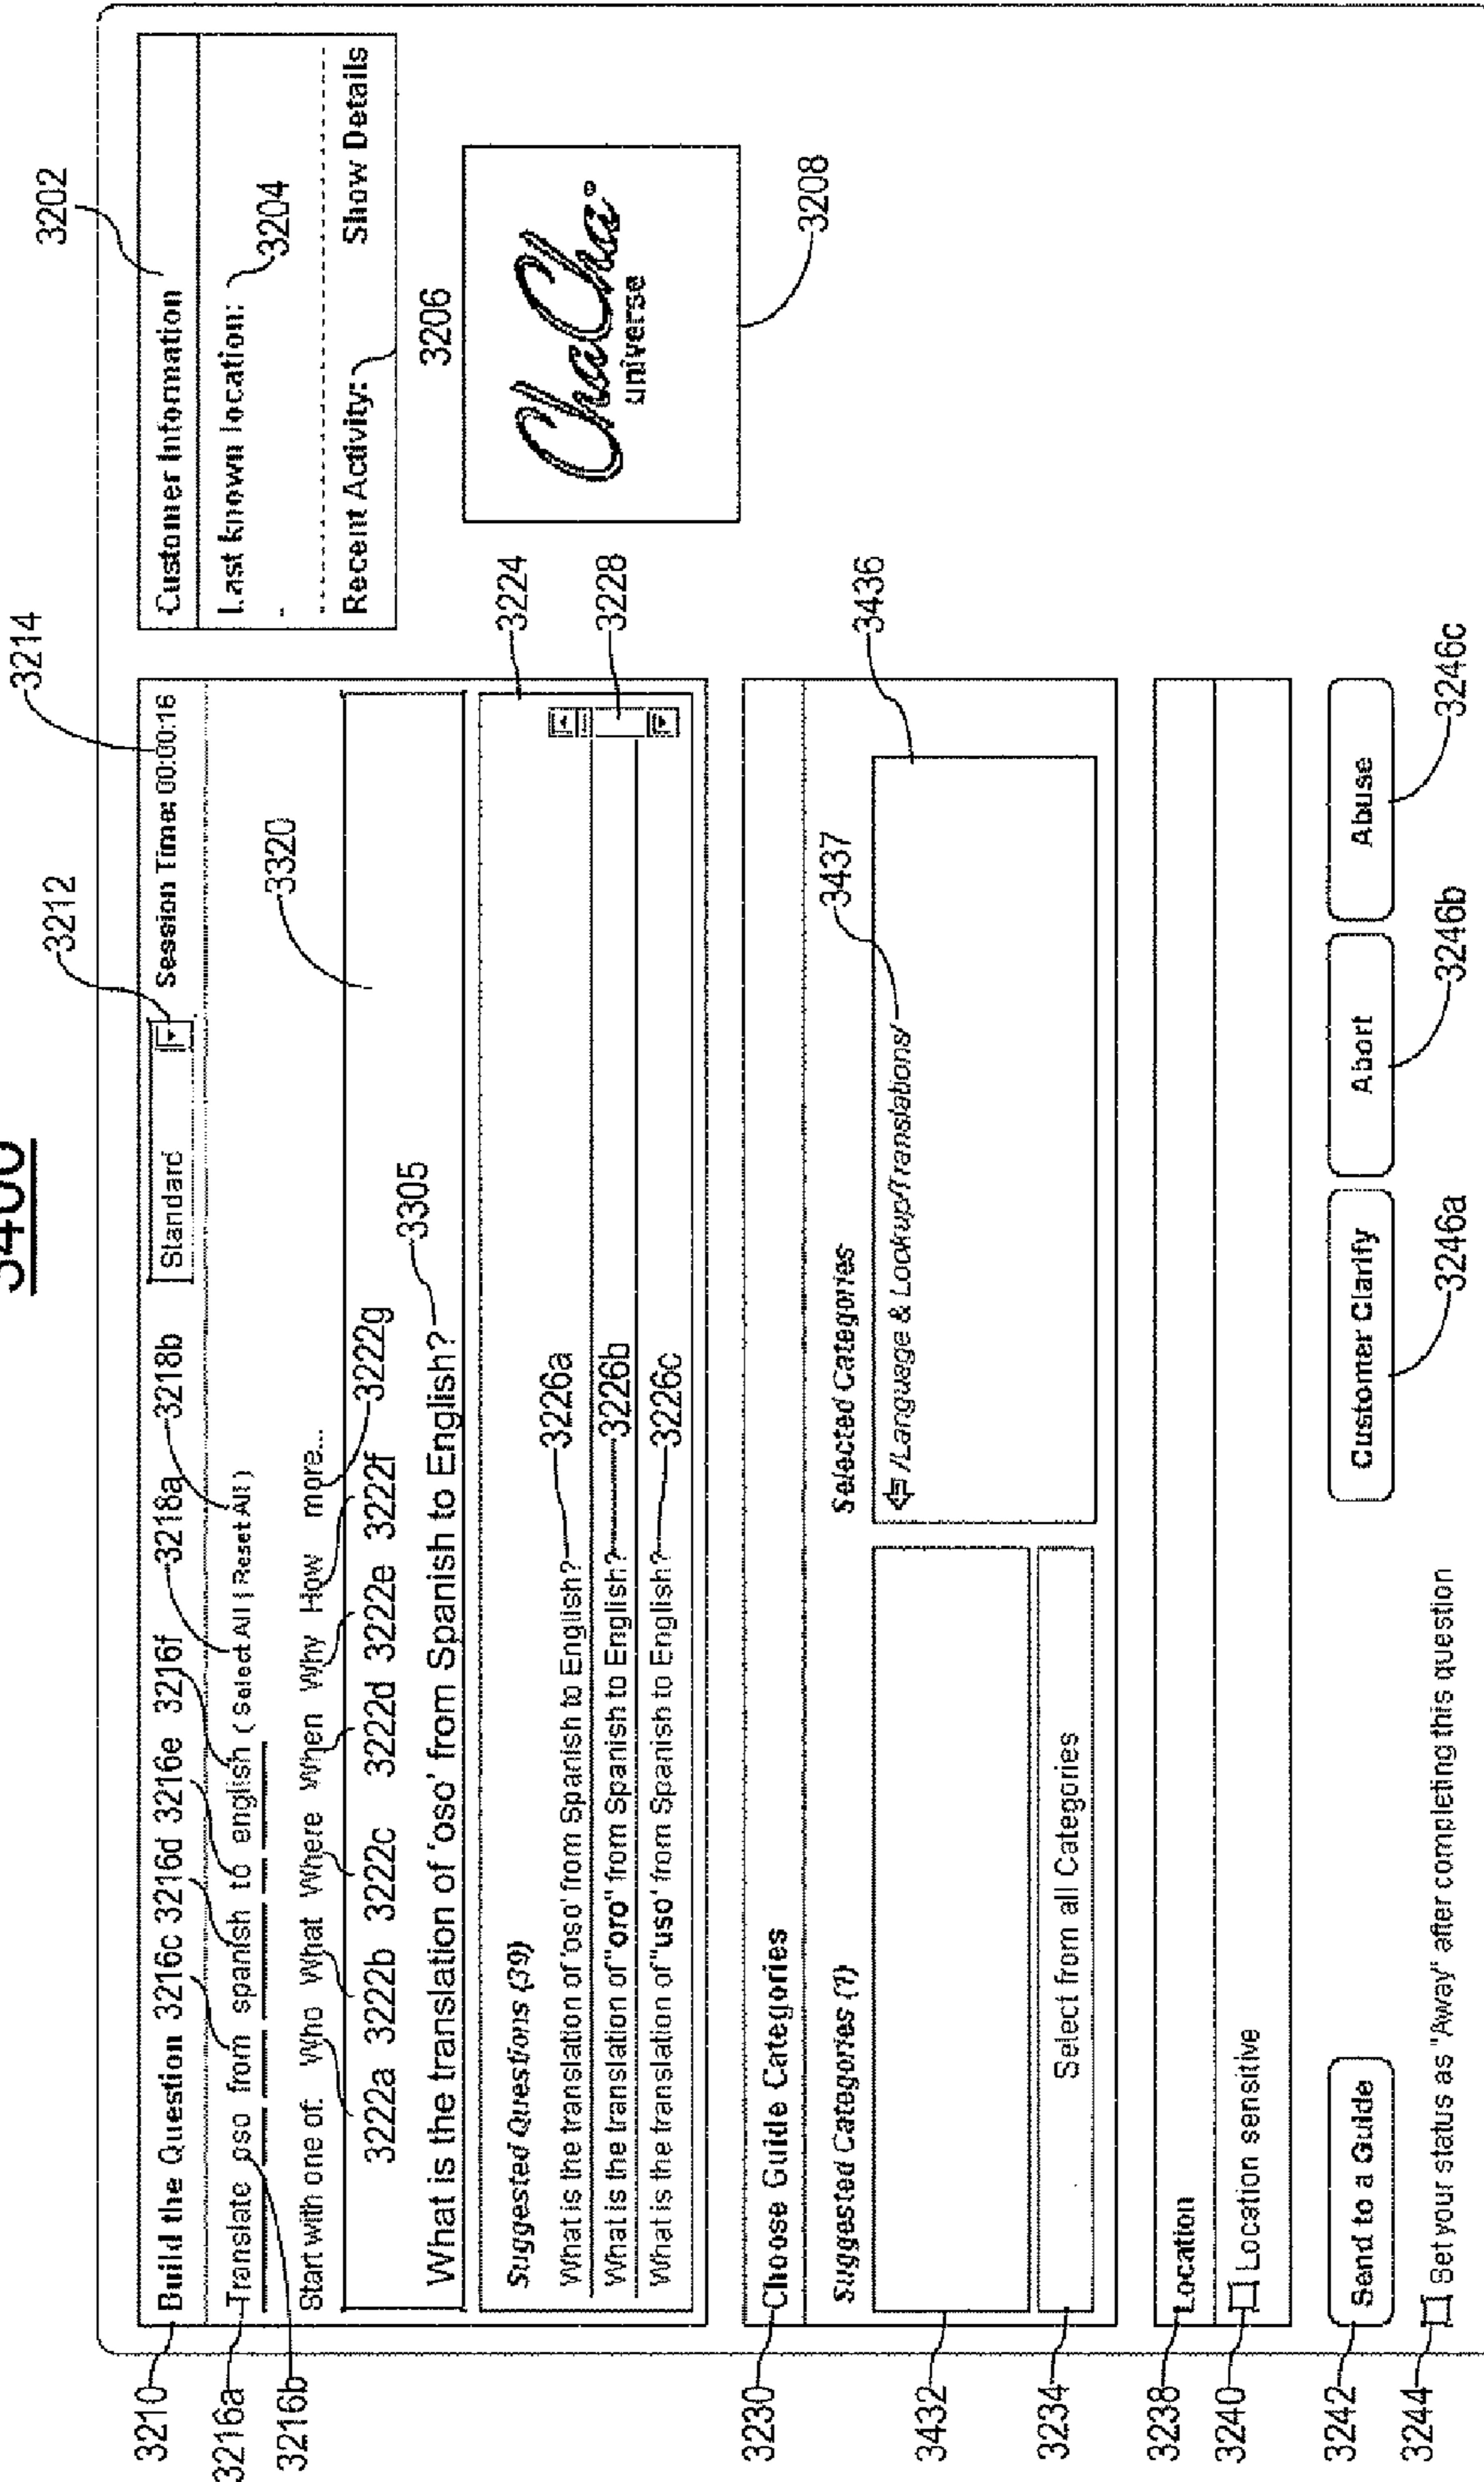 3400
3202
Customer Information
Last known location:
3204
Recent Activity:
Show Details
3206
ChaCha®
universe
3208
3210
Build the Question
3216c 3216d 3216e 3216f
3218a
3218b
Standard
3212
Session Time: 00:00:16
3214
3216a
Translate oso from spanish to english ( Select All | Reset All )
3216b
Start with one of: Who What Where When Why How more...
3222a 3222b 3222c 3222d 3222e 3222f
3222g
3320
What is the translation of 'oso' from Spanish to English?
3305
Suggested Questions (39)
3224
What is the translation of 'oso' from Spanish to English?
3226a
What is the translation of "oro" from Spanish to English?
3226b
3228
What is the translation of "uso' from Spanish to English?
3226c
3230
Choose Guide Categories
Suggested Categories (1)
Selected Categories
3437
3436
/Language & Lookup/Translations/
3432
3234
Select from all Categories
3238
Location
3240
Location sensitive
3242
Send to a Guide
Customer Clarify
Abort
Abuse
3246a
3246b
3246c
3244
Set your status as "Away" after completing this question